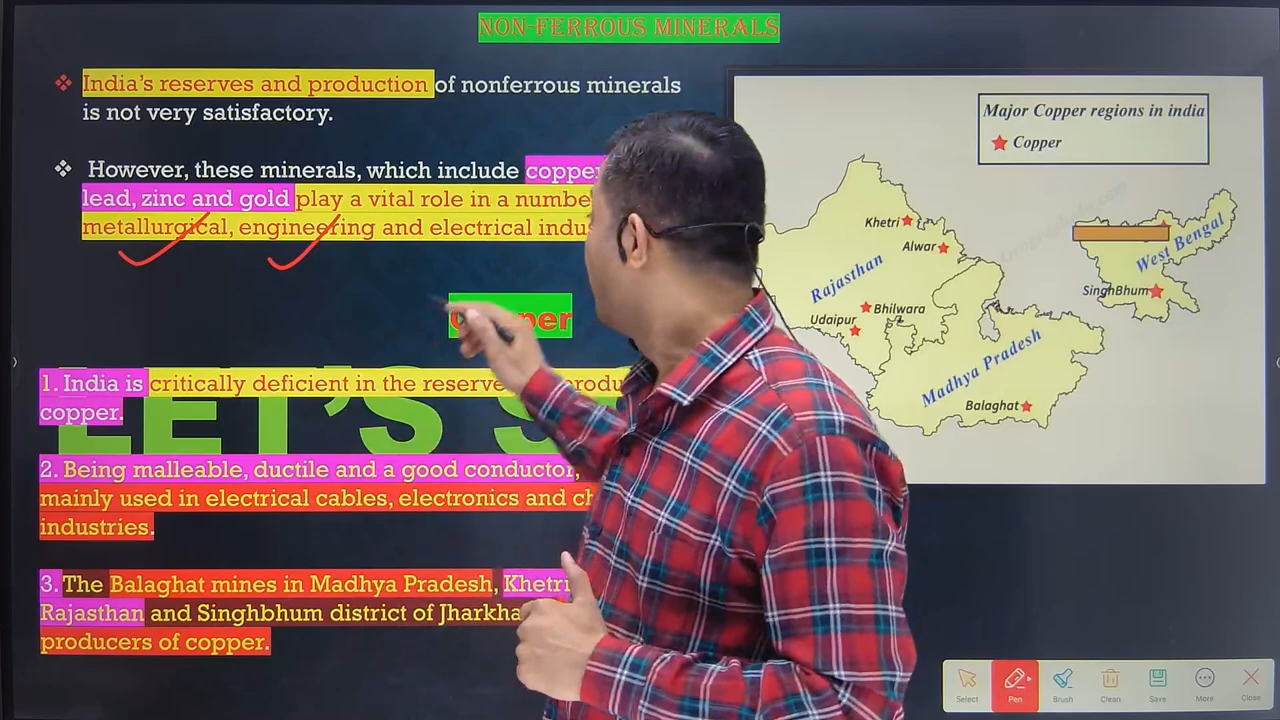 NON-FERROUS MINERALS
India's reserves and production of nonferrous minerals
is not very satisfactory.
However, these minerals, which include copper
lead, zinc and gold play a vital role in a number
metallurgical, engineering and electrical
1. India is critically deficient in the
copper.
2. Being malleable, ductile and a good conductor,
mainly used in electrical cables, electronics and
industries.
3. The Balaghat mines in Madhya Pradesh, Khetri
Rajasthan and Singhbhum district of
producers of copper.
LET'S
Major Copper regions in india
Copper
Khetri
Alwar
Rajasthan
Bhilwara
Udaipur
Madhya Pradesh
Balaghat
West Bengal
SinghBhum
Select
Pen
Brush
Clean
Save
More
Close